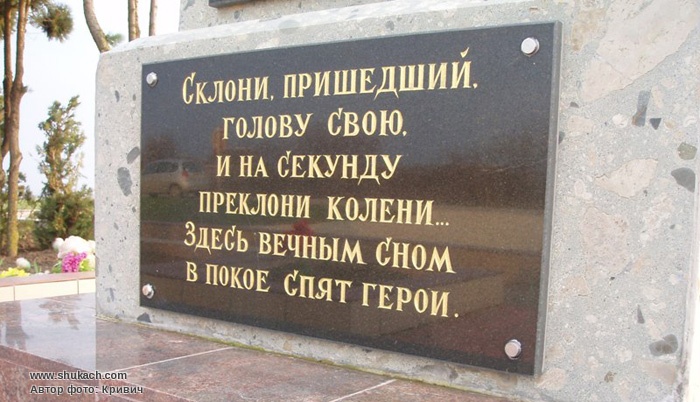 Склони, пришедший,
голову свою,
и на секунду
преклони колени...
Здесь вечным сном
в покое спят герои.
www.shukach.com
Автор фото: Кривич